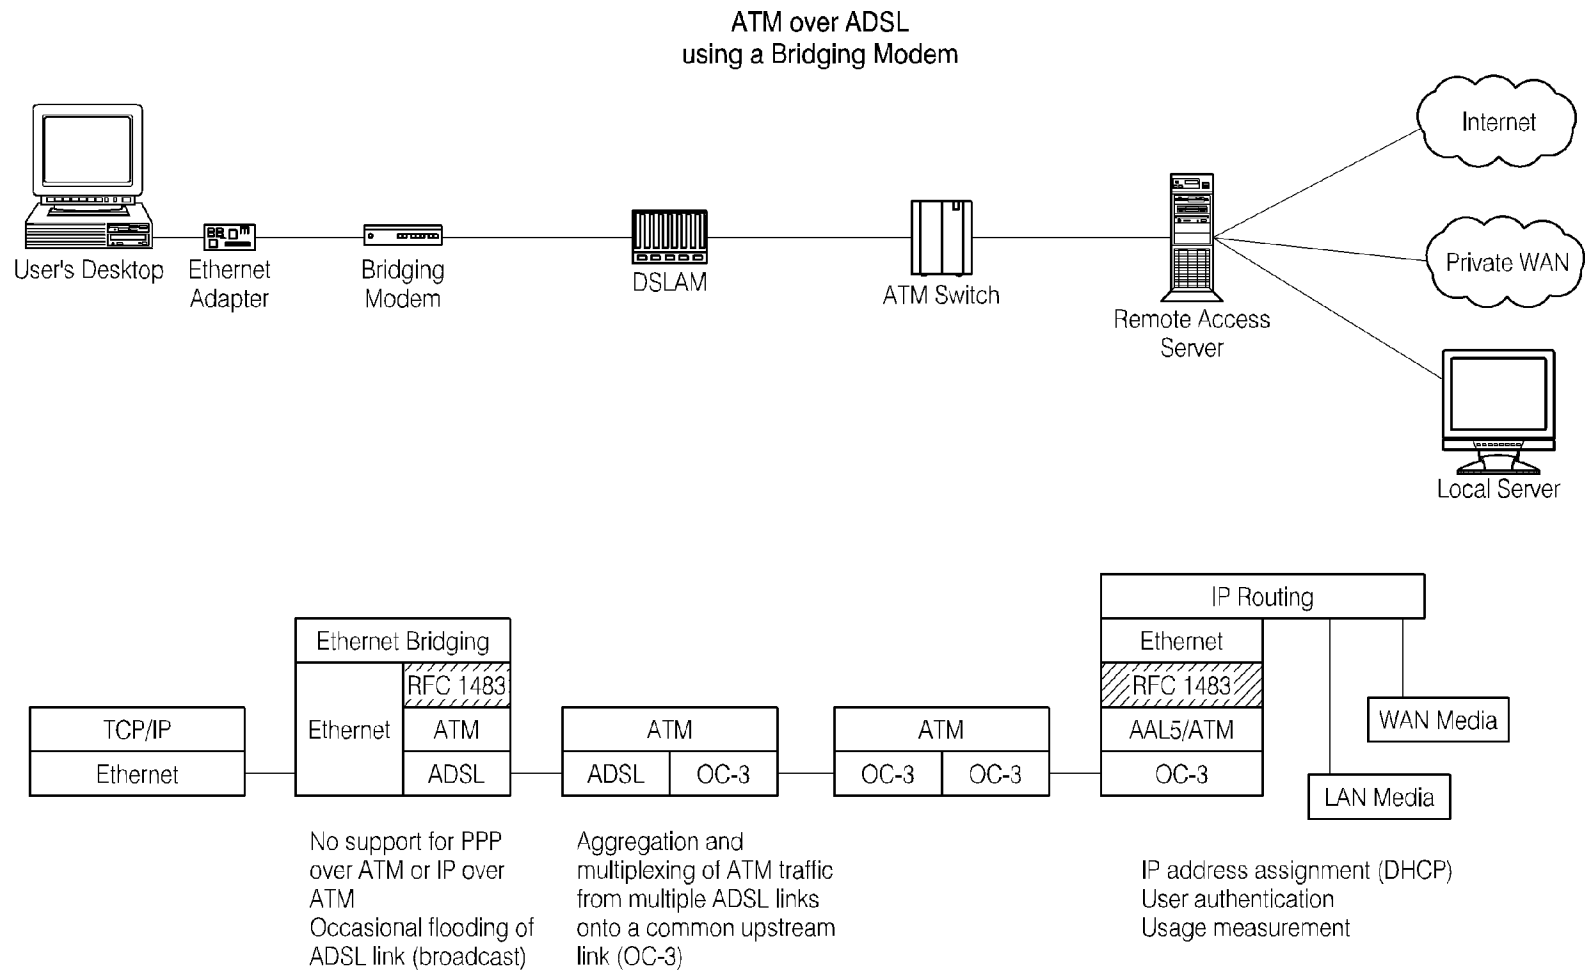 ATM over ADSL
using a Bridging Modem
Internet
Private WAN
User's Desktop
Ethernet
Adapter
Bridging
Modem
DSLAM
ATM Switch
Remote Access
Server
Local Server
IP Routing
Ethernet Bridging
Ethernet
RFC 1483
RFC 1483
TCP/IP
Ethernet
ATM
ATM
ATM
AAL5/ATM
WAN Media
Ethernet
ADSL
ADSL
OC-3
OC-3
OC-3
OC-3
LAN Media
No support for PPP
over ATM or IP over
ATM
Occasional flooding of
ADSL link (broadcast)
Aggregation and
multiplexing of ATM traffic
from multiple ADSL links
onto a common upstream
link (OC-3)
IP address assignment (DHCP)
User authentication
Usage measurement